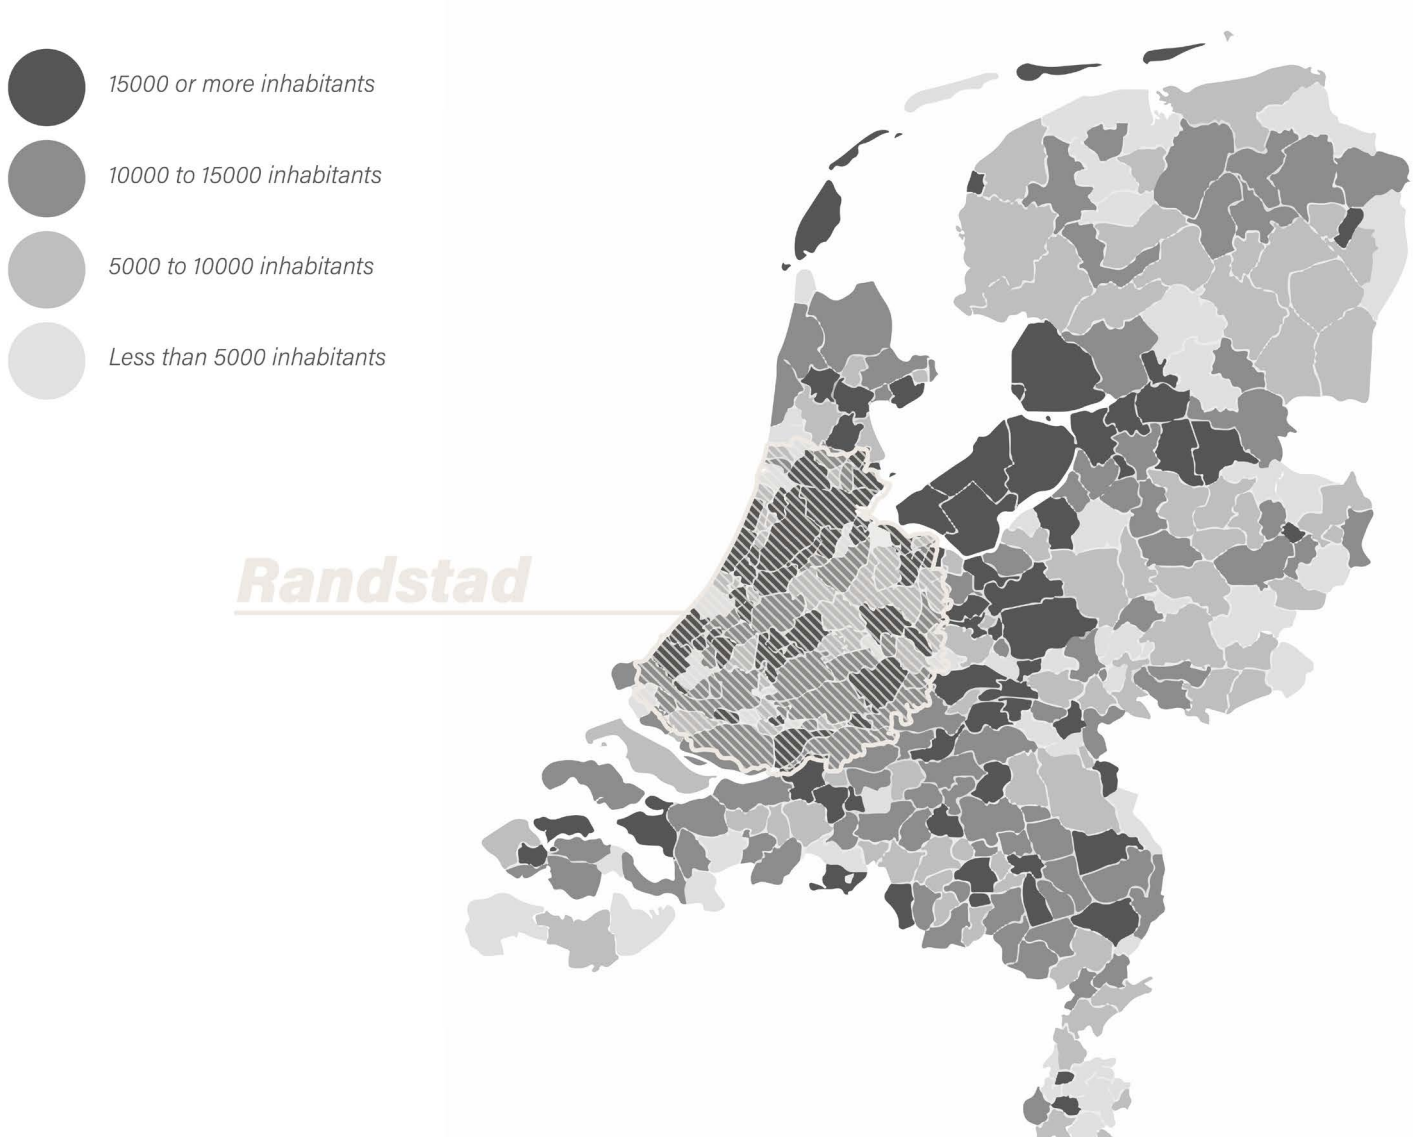 15000 or more inhabitants
10000 to 15000 inhabitants
5000 to 10000 inhabitants
Less than 5000 inhabitants
Randstad